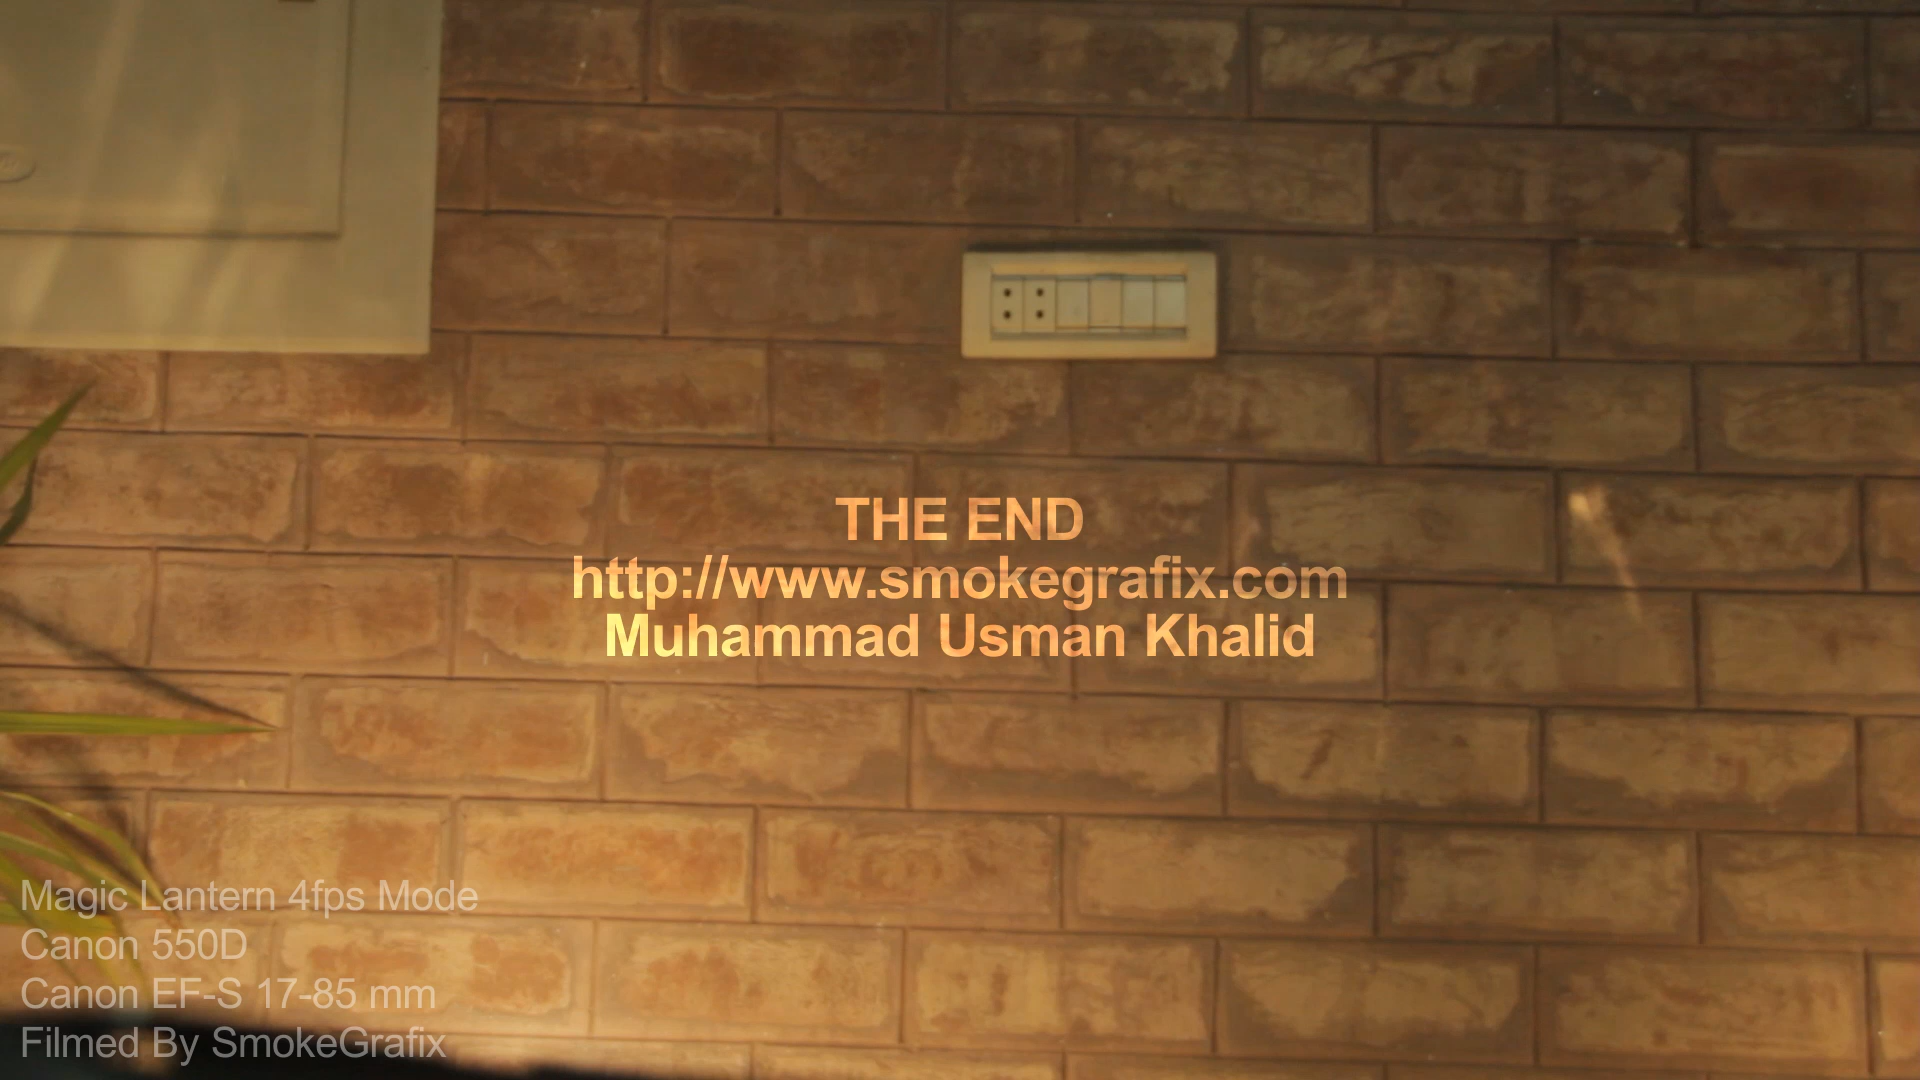 THE END
http://www.smokegrafix.com
Muhammad Usman Khalid
Magic Lantern 4fps Mode
Canon 550D
Canon EF-S 17-85 mm
Filmed By SmokeGrafix